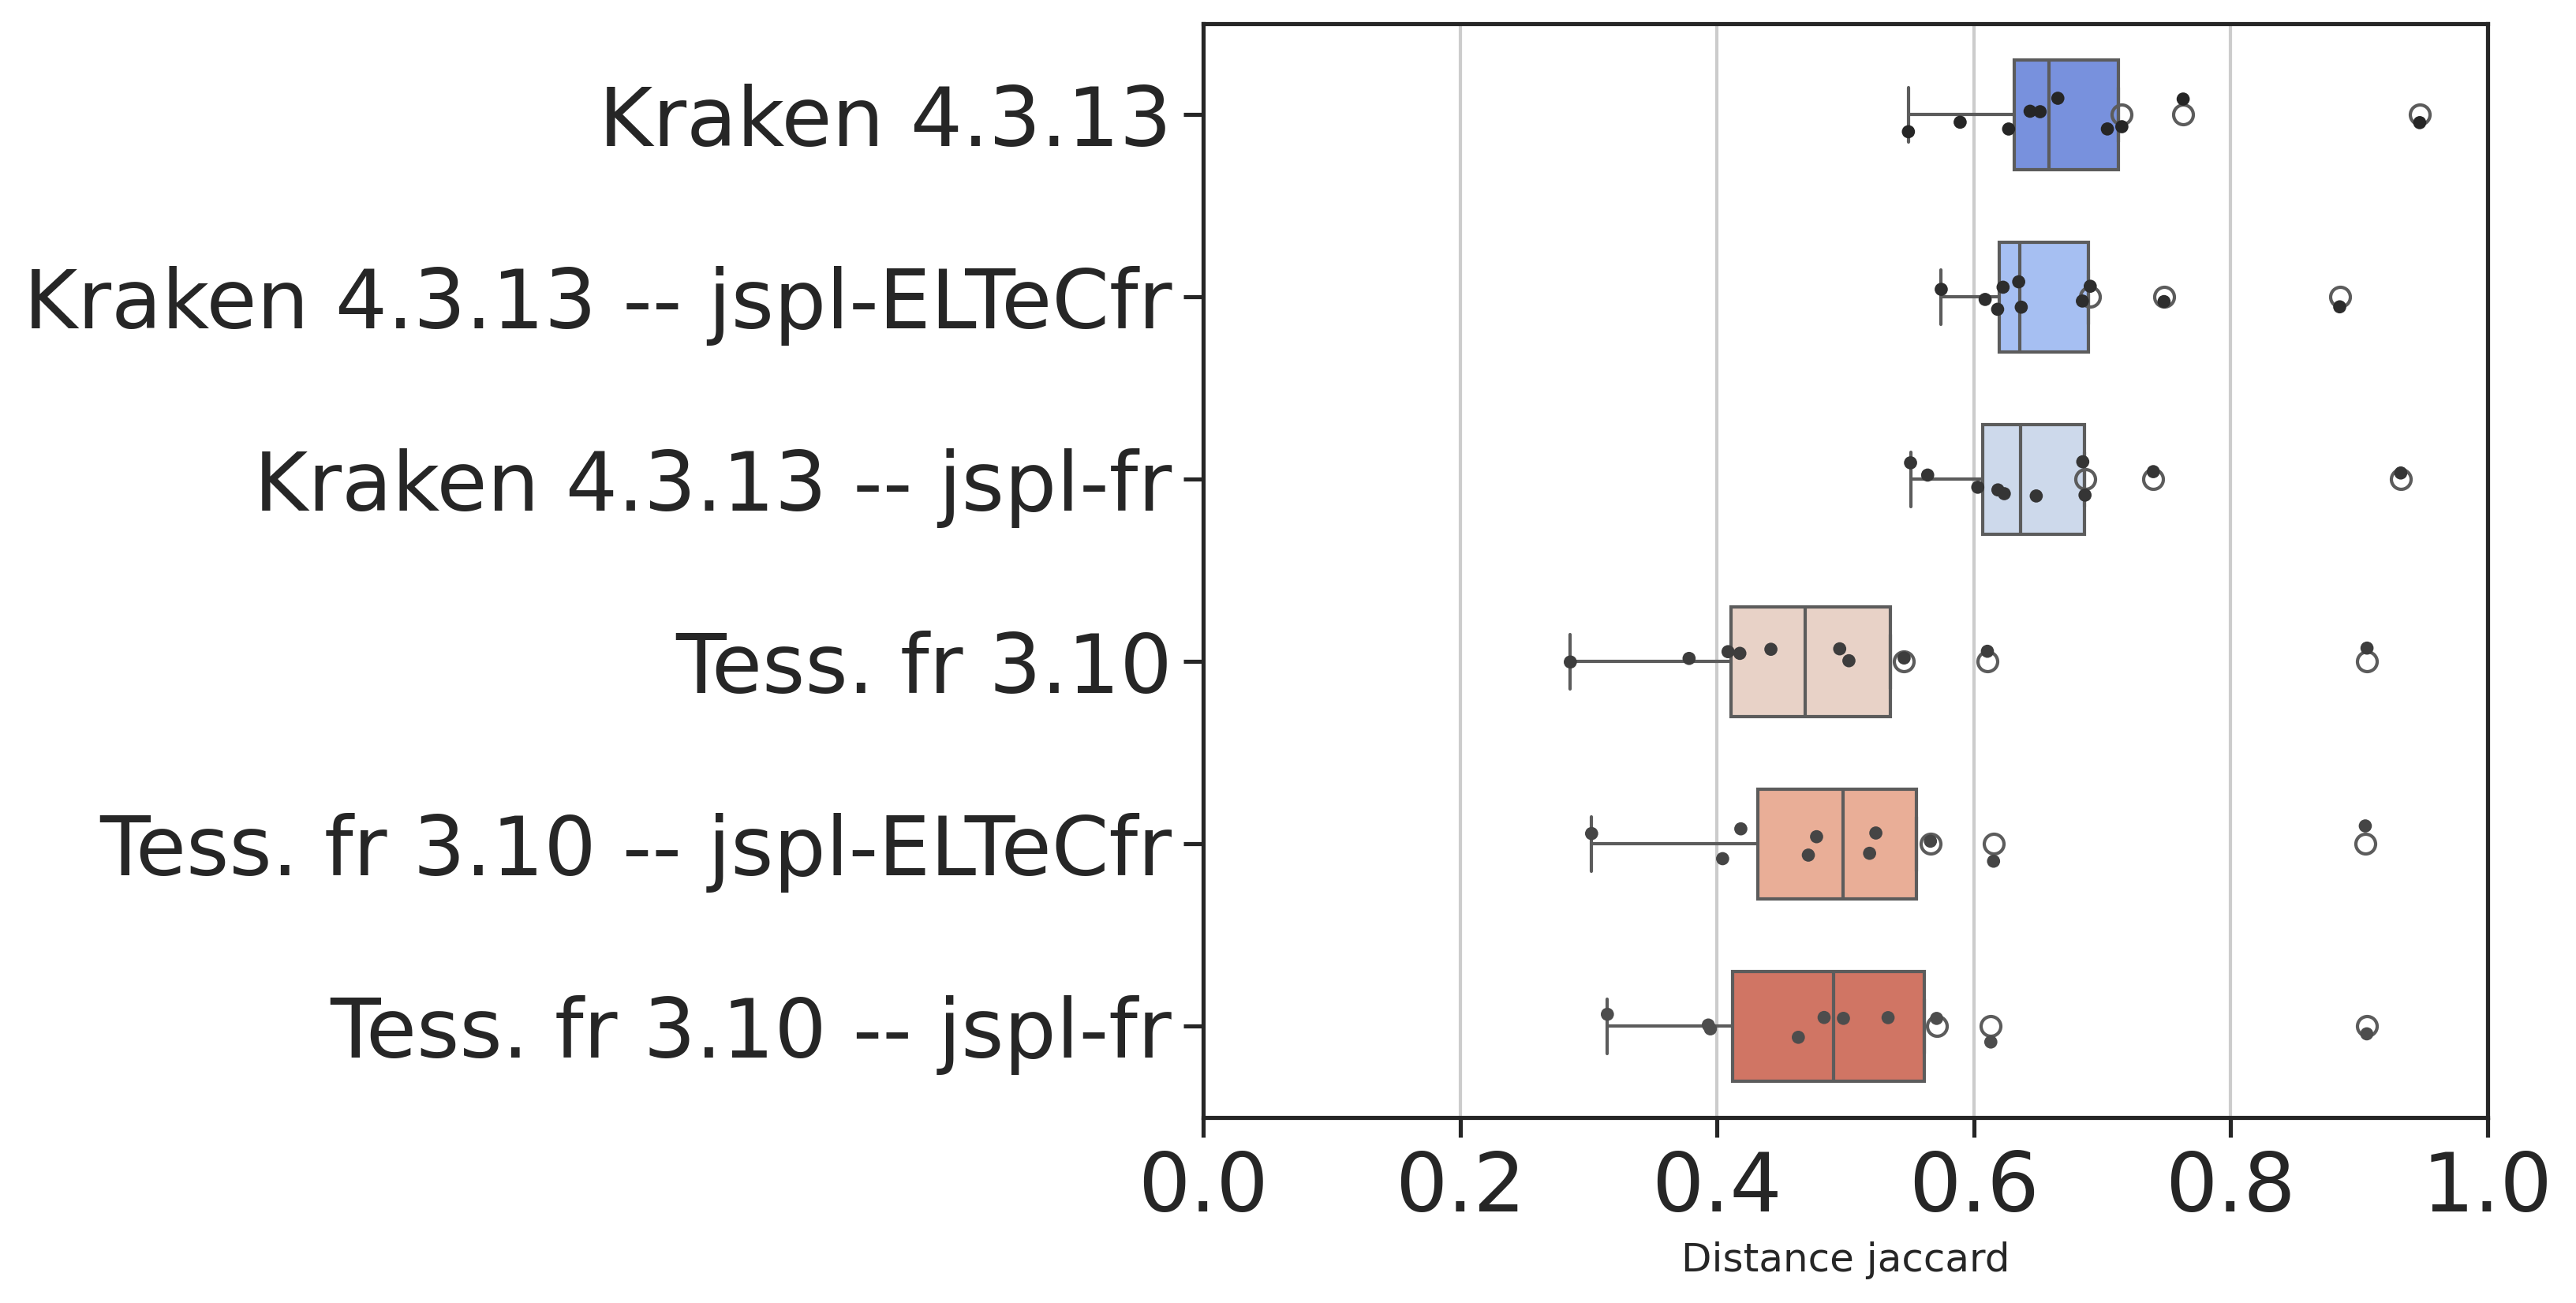 Kraken 4.3.13
Kraken 4.3.13 -- jspl-ELTeCfr
Kraken 4.3.13 -- jspl-fr
Tess. fr 3.10
Tess. fr 3.10 -- jspl-ELTeCfr
Tess. fr 3.10 -- jspl-fr
0.0 0.2 0.4 0.6 0.8 1.0
Distance jaccard